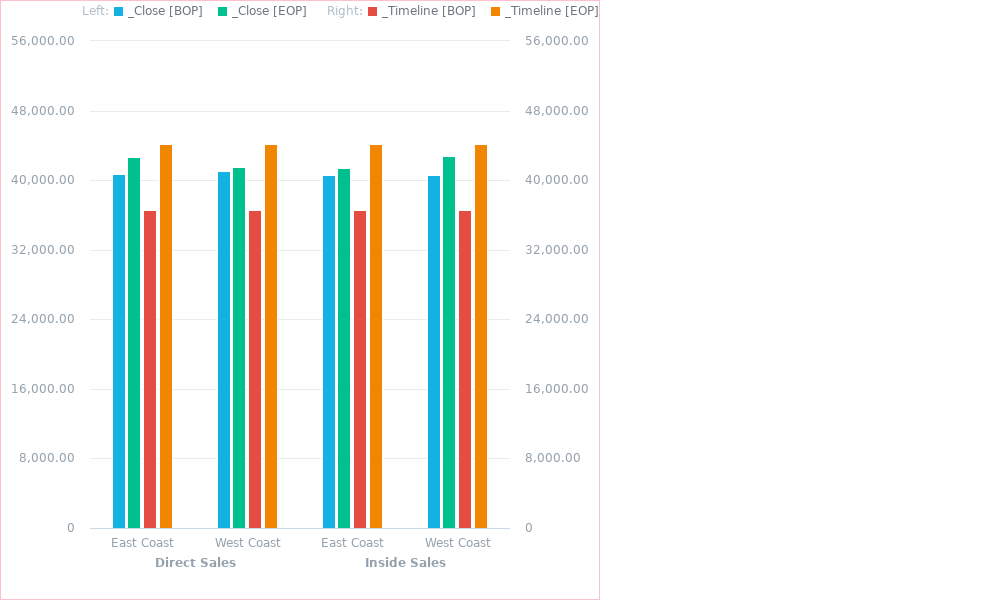 Left: _Close [BOP] _Close [EOP] Right: _Timeline [BOP] _Timeline [EOP]
56,000.00 56,000.00
48,000.00 48,000.00
40,000.00 40,000.00
32,000.00 32,000.00
24,000.00 24,000.00
16,000.00 16,000.00
8,000.00 8,000.00
0 0
East Coast West Coast East Coast West Coast
Direct Sales Inside Sales